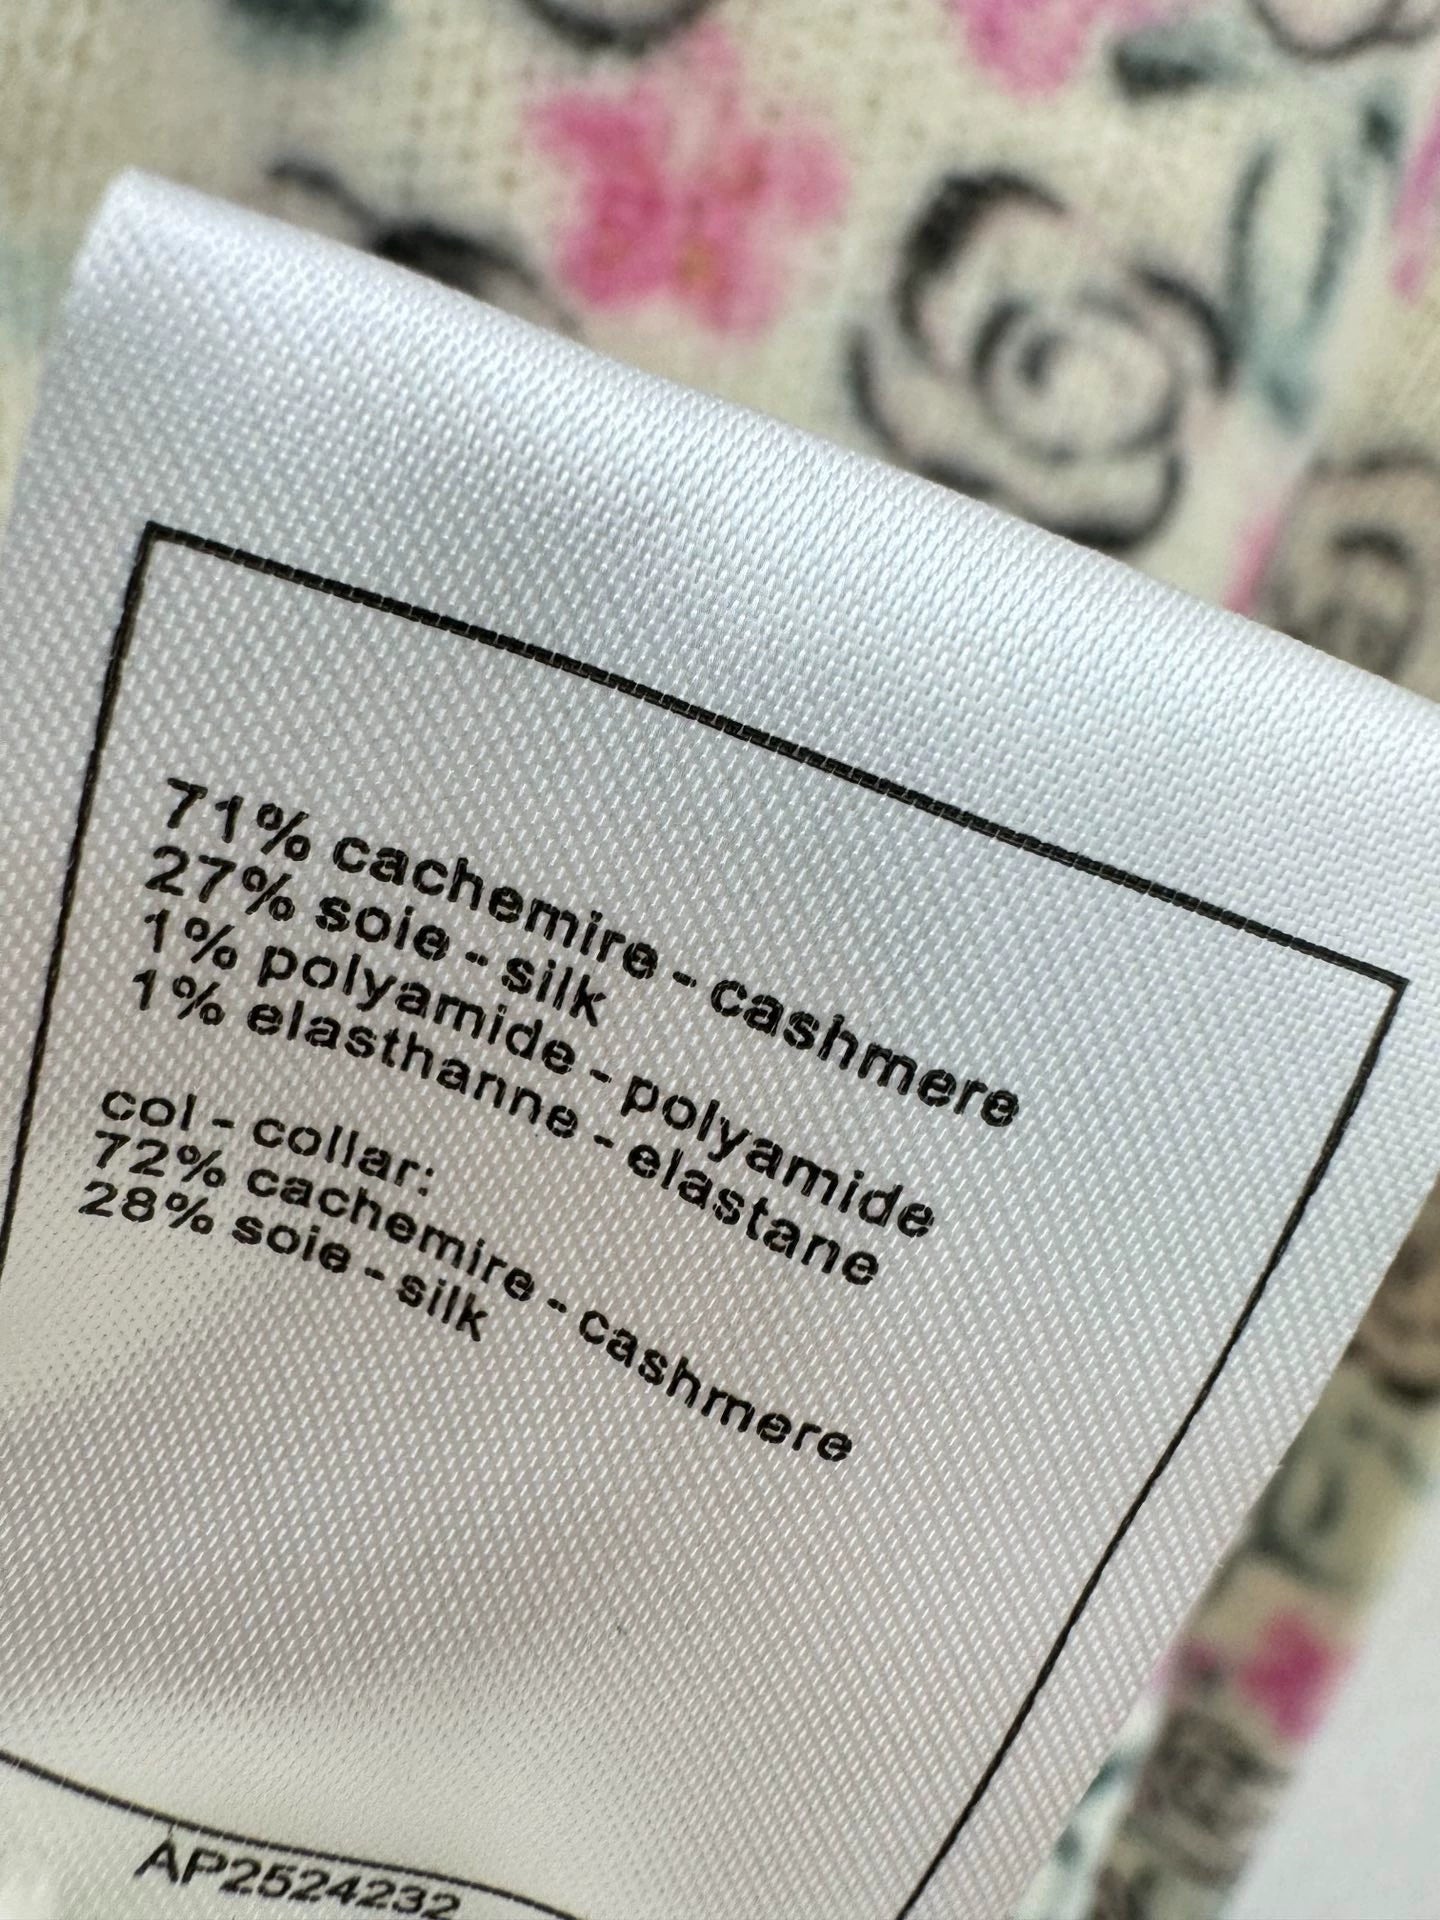 71% cachemire - cashmere
27% soie - silk
1% polyamide - polyamide
1% elasthanne - elastane
col - collar:
72% cachemire - cashmere
28% soie - silk
AP2524232